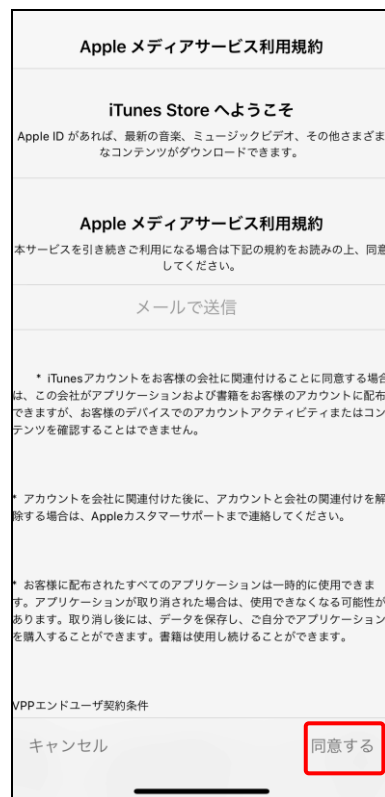 Apple メディアサービス利用規約
iTunes Store へようこそ
Apple ID があれば、最新の音楽、ミュージックビデオ、その他さまざま
なコンテンツがダウンロードできます。
Apple メディアサービス利用規約
本サービスを引き続きご利用になる場合は下記の規約をお読みの上、同意
してください。
メールで送信
* iTunesアカウントをお客様の会社に関連付けることに同意する場合
は、この会社がアプリケーションおよび書籍をお客様のアカウントに配布
できますが、お客様のデバイスでのアカウントアクティビティまたはコン
テンツを確認することはできません。
* アカウントを会社に関連付けた後に、アカウントと会社の関連付けを解
除する場合は、Appleカスタマーサポートまで連絡してください。
* お客様に配布されたすべてのアプリケーションは一時的に使用できま
す。アプリケーションが取り消された場合は、使用できなくなる可能性が
あります。取り消し後には、データを保存し、ご自分でアプリケーション
を購入することができます。書籍は使用し続けることができます。
VPPエンドユーザ契約条件
キャンセル
同意する